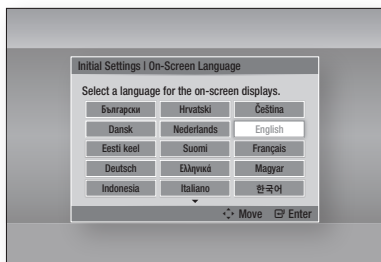 Initial Settings | On-Screen Language
Select a language for the on-screen displays.
Български Hrvatski Čeština
Dansk Nederlands English
Eesti keel Suomi Français
Deutsch Ελληνικά Magyar
Indonesia Italiano 한국어
Move Enter